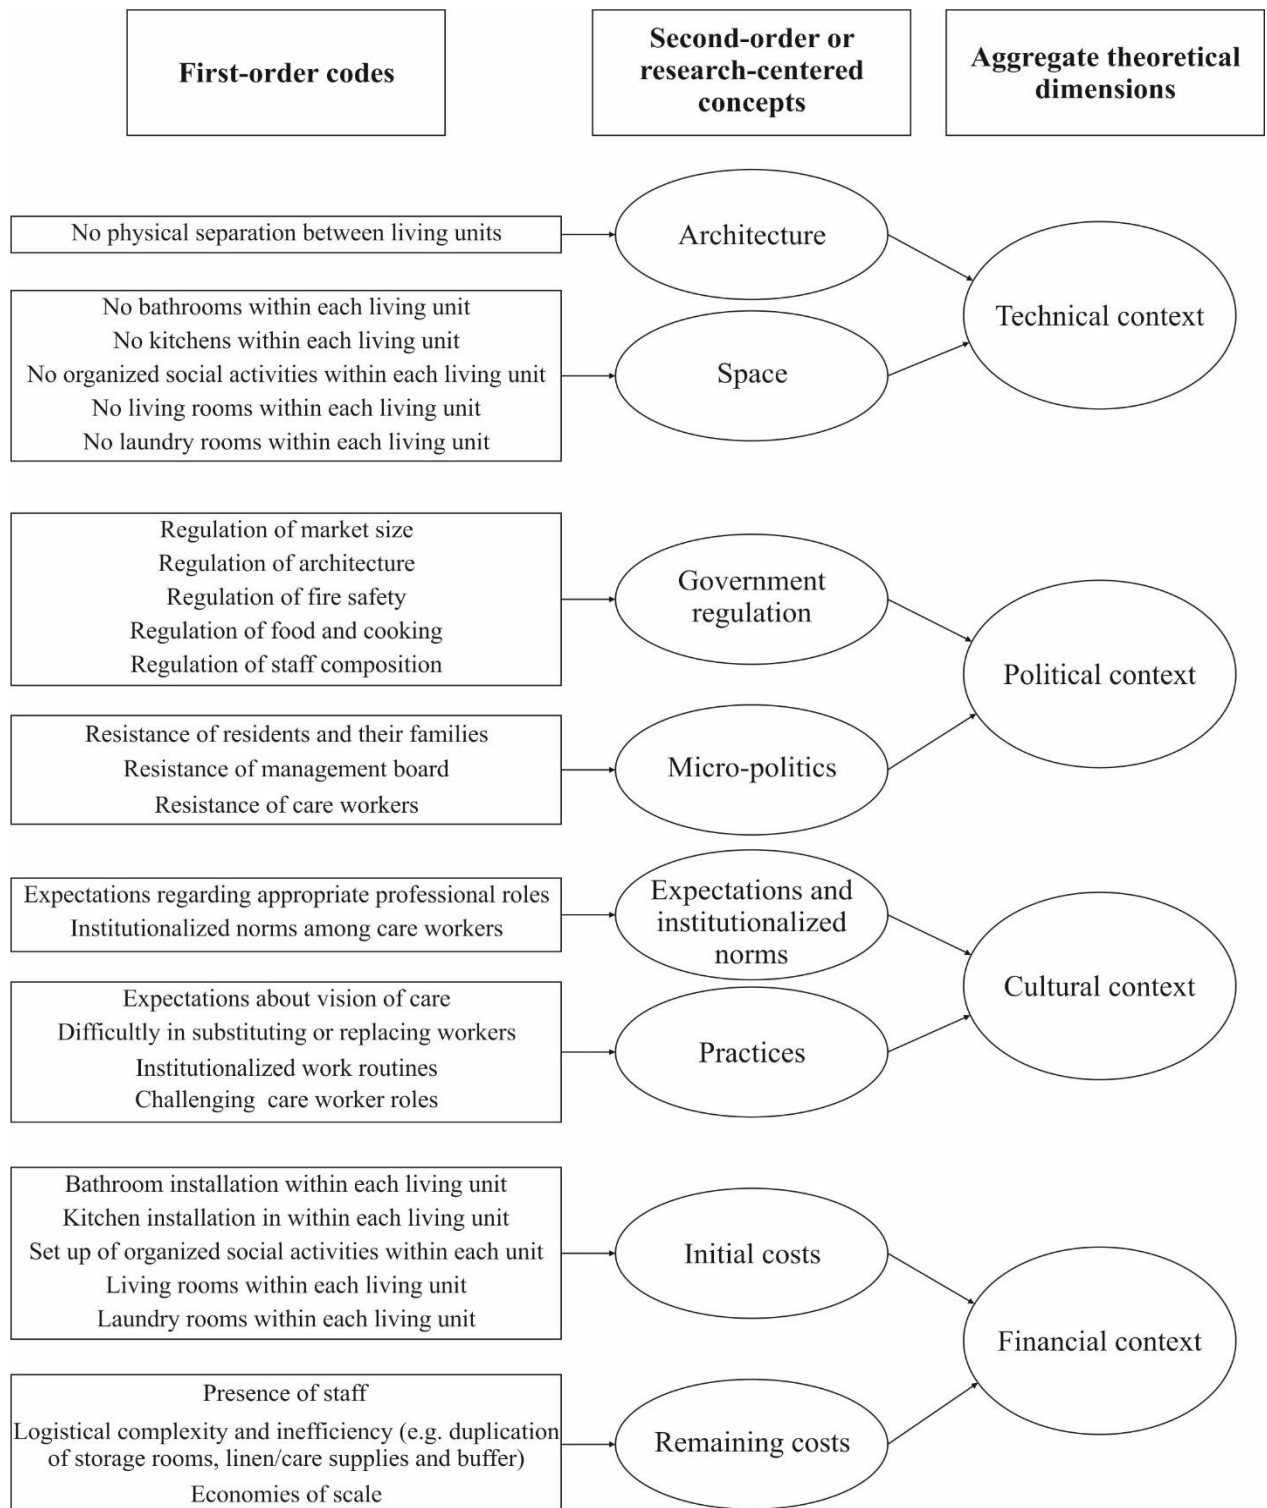 First-order codes
Second-order or
research-centered
concepts
Aggregate theoretical
dimensions
No physical separation between living units
Architecture
No bathrooms within each living unit
No kitchens within each living unit
No organized social activities within each living unit
No living rooms within each living unit
No laundry rooms within each living unit
Space
Technical context
Regulation of market size
Regulation of architecture
Regulation of fire safety
Regulation of food and cooking
Regulation of staff composition
Government
regulation
Resistance of residents and their families
Resistance of management board
Resistance of care workers
Micro-politics
Political context
Expectations regarding appropriate professional roles
Institutionalized norms among care workers
Expectations and
institutionalized
norms
Expectations about vision of care
Difficultly in substituting or replacing workers
Institutionalized work routines
Challenging care worker roles
Practices
Cultural context
Bathroom installation within each living unit
Kitchen installation in within each living unit
Set up of organized social activities within each unit
Living rooms within each living unit
Laundry rooms within each living unit
Initial costs
Presence of staff
Logistical complexity and inefficiency (e.g. duplication
of storage rooms, linen/care supplies and buffer)
Economies of scale
Remaining costs
Financial context